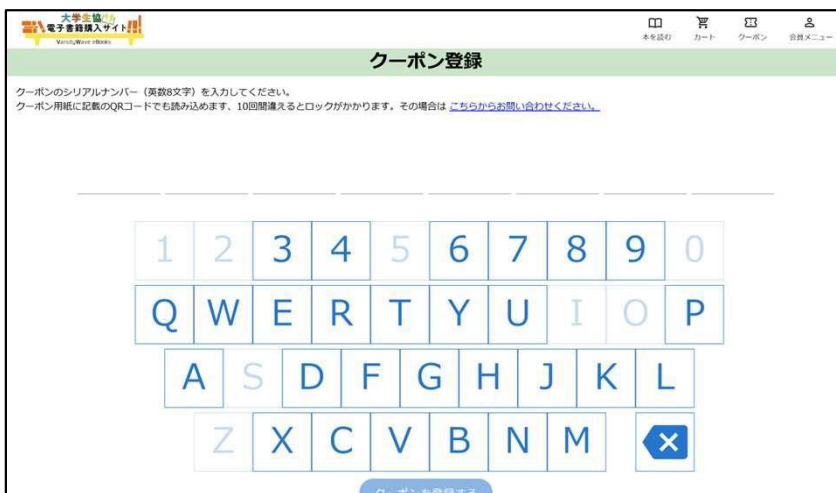 大学生協の
電子書籍購入サイト!!!
VarsityWave eBooks
本を読む
カート
クーポン
会員メニュー
クーポン登録
クーポンのシリアルナンバー（英数8文字）を入力してください。
クーポン用紙に記載のQRコードでも読み込めます、10回間違えるとロックがかかります。その場合は こちらからお問い合わせください。
1 2 3 4 5 6 7 8 9 0
Q W E R T Y U I O P
A S D F G H J K L
Z X C V B N M
クーポンを登録する